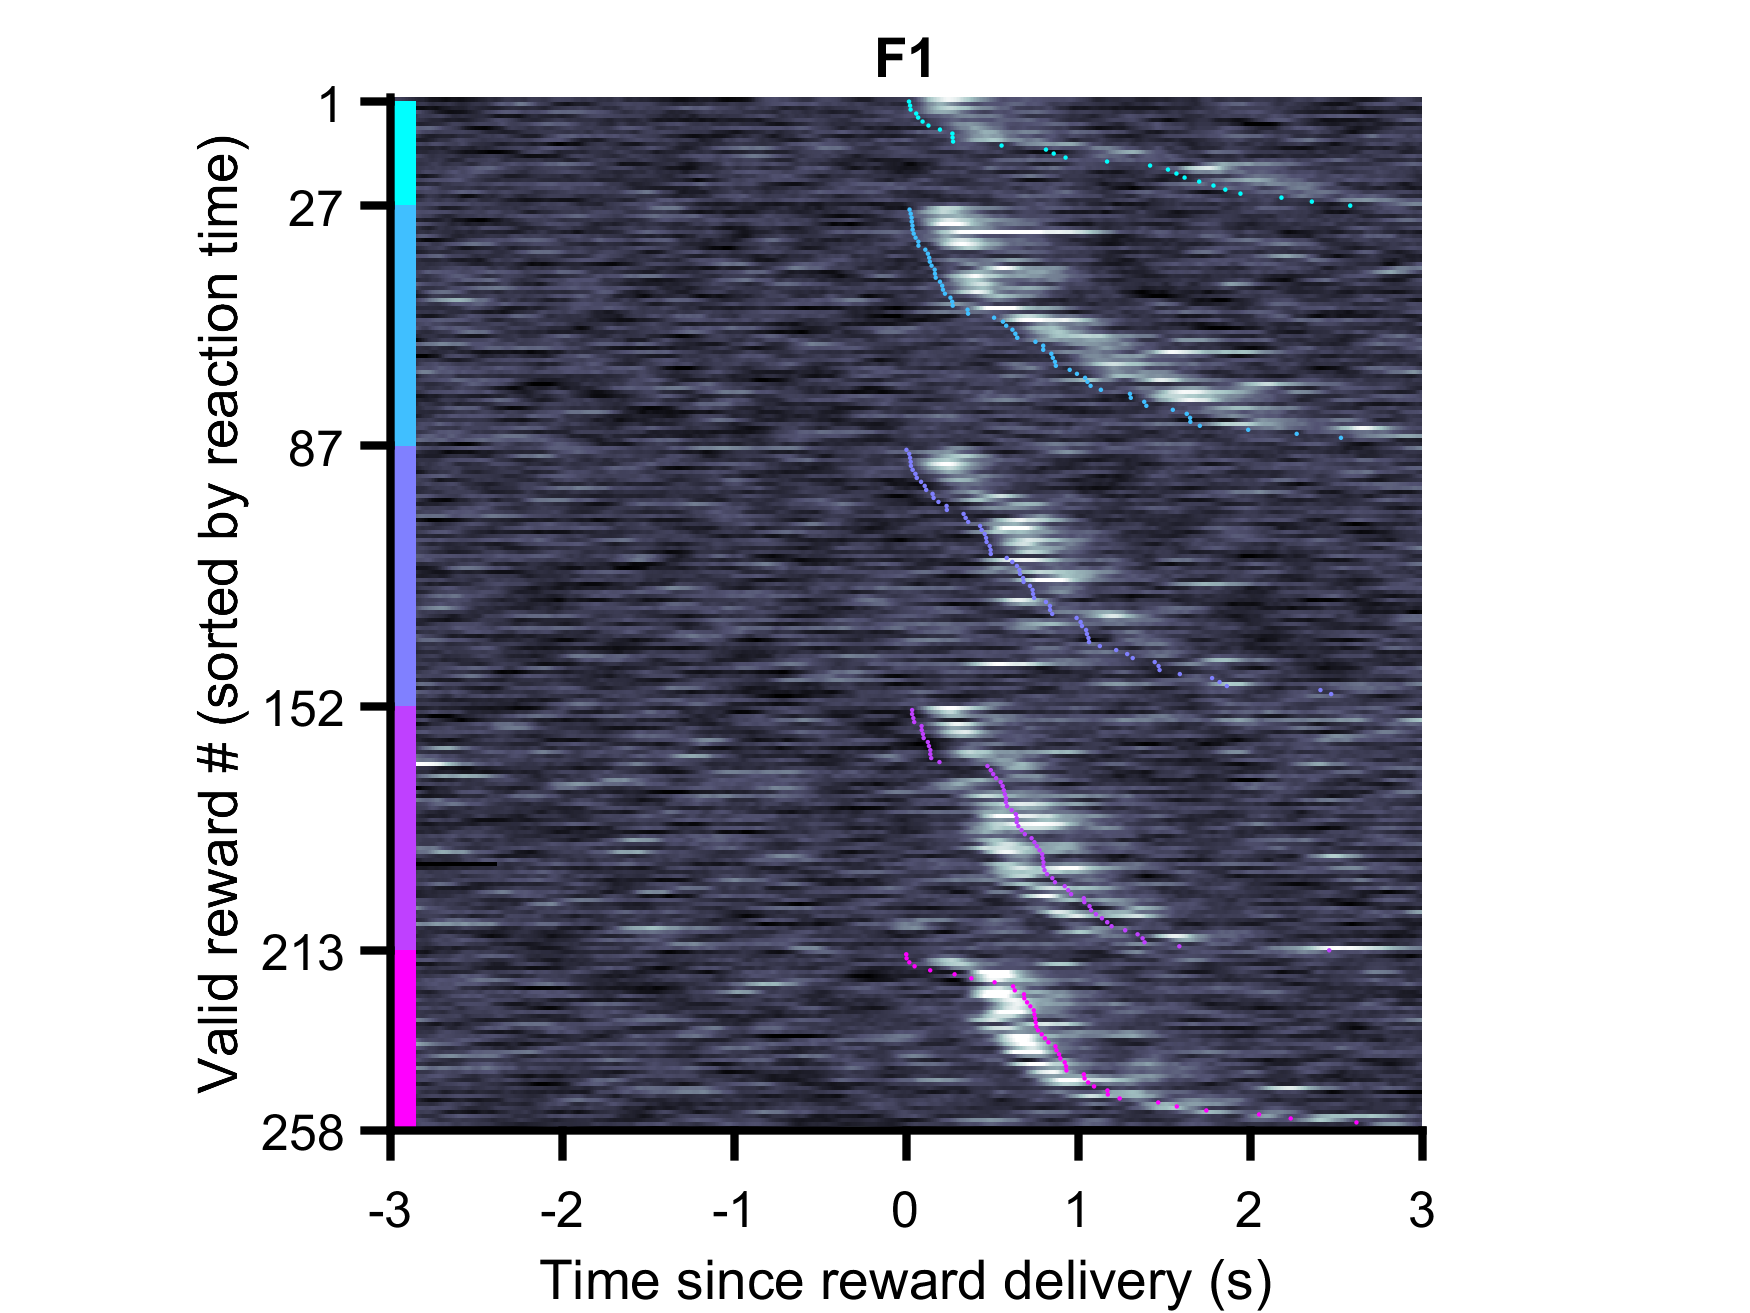 F1
Valid reward # (sorted by reaction time)
1
27
87
152
213
258
-3 -2 -1 0 1 2 3
Time since reward delivery (s)